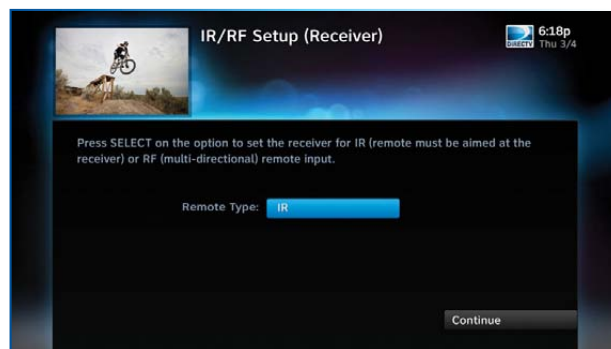 IR/RF Setup (Receiver)
DIRECTV
6:18p
Thu 3/4
Press SELECT on the option to set the receiver for IR (remote must be aimed at the
receiver) or RF (multi-directional) remote input.
Remote Type: IR
Continue